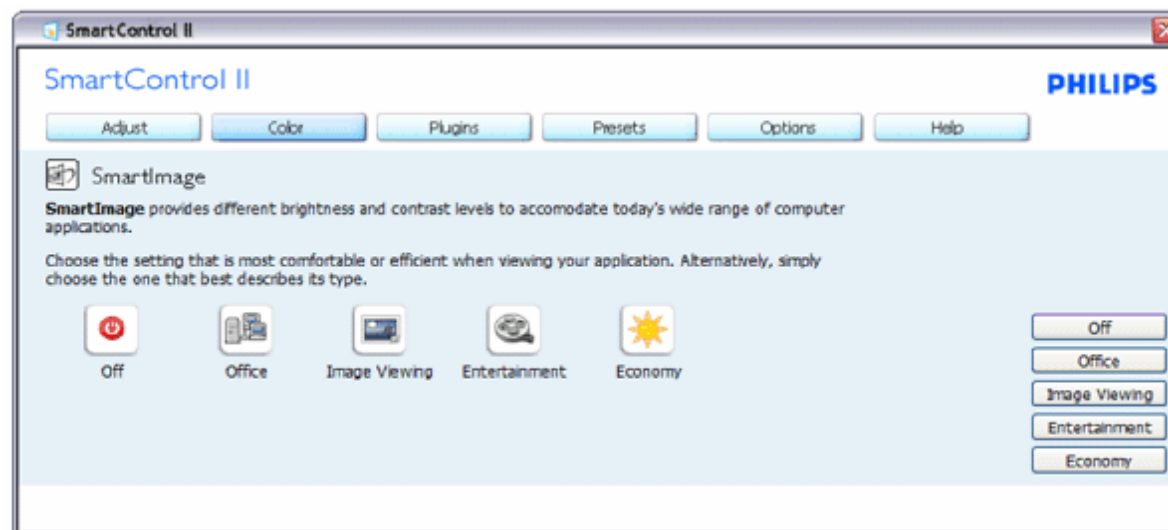 SmartControl II
SmartControl II
PHILIPS
Adjust Color Plugins Presets Options Help
SmartImage
SmartImage provides different brightness and contrast levels to accomodate today's wide range of computer
applications.
Choose the setting that is most comfortable or efficient when viewing your application. Alternatively, simply
choose the one that best describes its type.
Off Office Image Viewing Entertainment Economy
Off
Office
Image Viewing
Entertainment
Economy